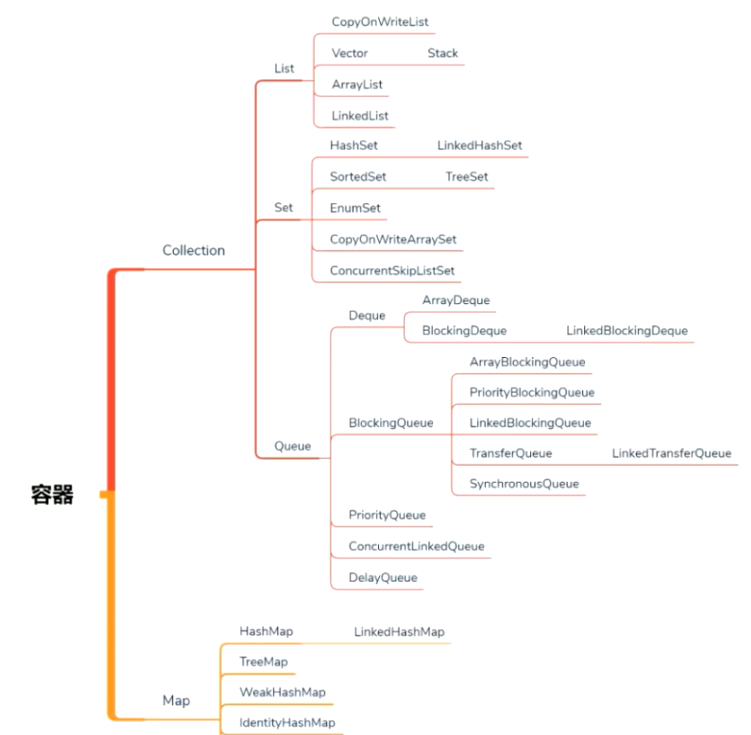 容器
Collection
List
CopyOnWriteList
Vector Stack
ArrayList
LinkedList
Set
HashSet LinkedHashSet
SortedSet TreeSet
EnumSet
CopyOnWriteArraySet
ConcurrentSkipListSet
Queue
Deque
ArrayDeque
BlockingDeque LinkedBlockingDeque
BlockingQueue
ArrayBlockingQueue
PriorityBlockingQueue
LinkedBlockingQueue
TransferQueue LinkedTransferQueue
SynchronousQueue
PriorityQueue
ConcurrentLinkedQueue
DelayQueue
Map
HashMap LinkedHashMap
TreeMap
WeakHashMap
IdentityHashMap